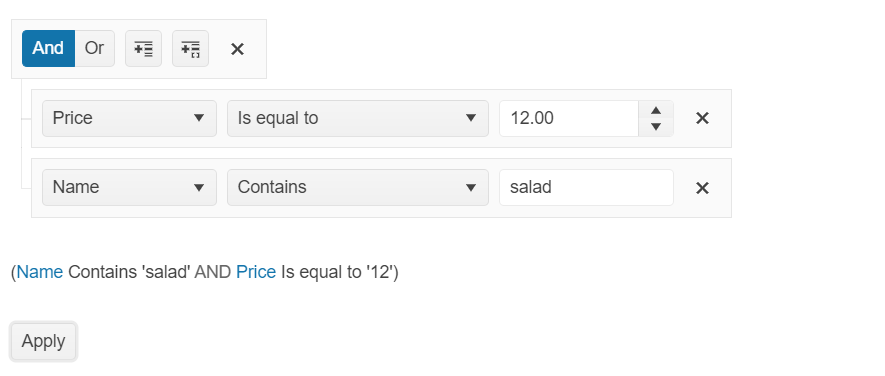 And Or
Price Is equal to 12.00
Name Contains salad
(Name Contains 'salad' AND Price Is equal to '12')
Apply